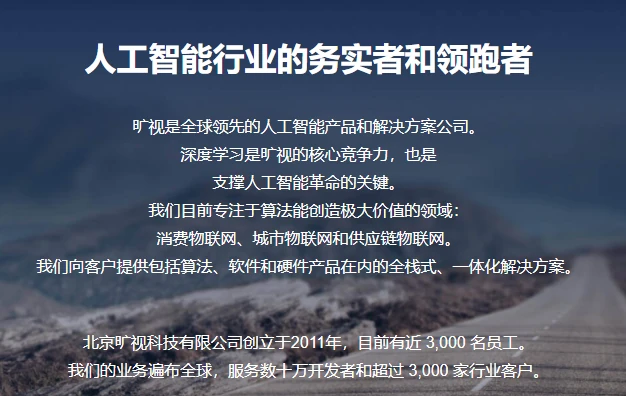 人工智能行业的务实者和领跑者
旷视是全球领先的人工智能产品和解决方案公司。
深度学习是旷视的核心竞争力，也是
支撑人工智能革命的关键。
我们目前专注于算法能创造极大价值的领域：
消费物联网、城市物联网和供应链物联网。
我们向客户提供包括算法、软件和硬件产品在内的全栈式、一体化解决方案。
北京旷视科技有限公司创立于2011年，目前有近 3,000 名员工。
我们的业务遍布全球，服务数十万开发者和超过 3,000 家行业客户。